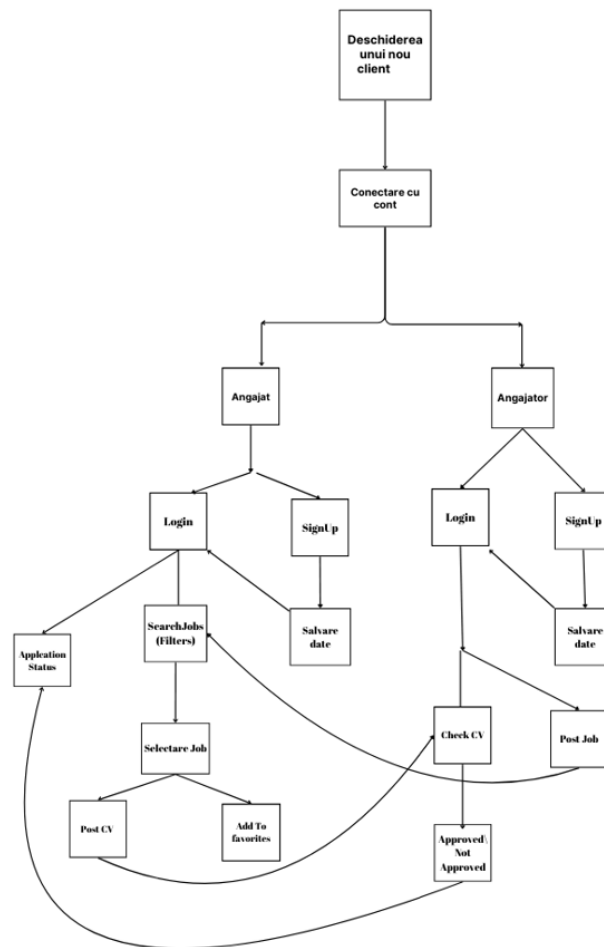 Deschiderea
unui nou
client
Conectare cu
cont
Angajat
Angajator
Login
SignUp
Login
SignUp
Application
Status
SearchJobs
(Filters)
Salvare
date
Salvare
date
Selectare Job
Check CV
Post Job
Post CV
Add To
favorites
Approved\
Not
Approved